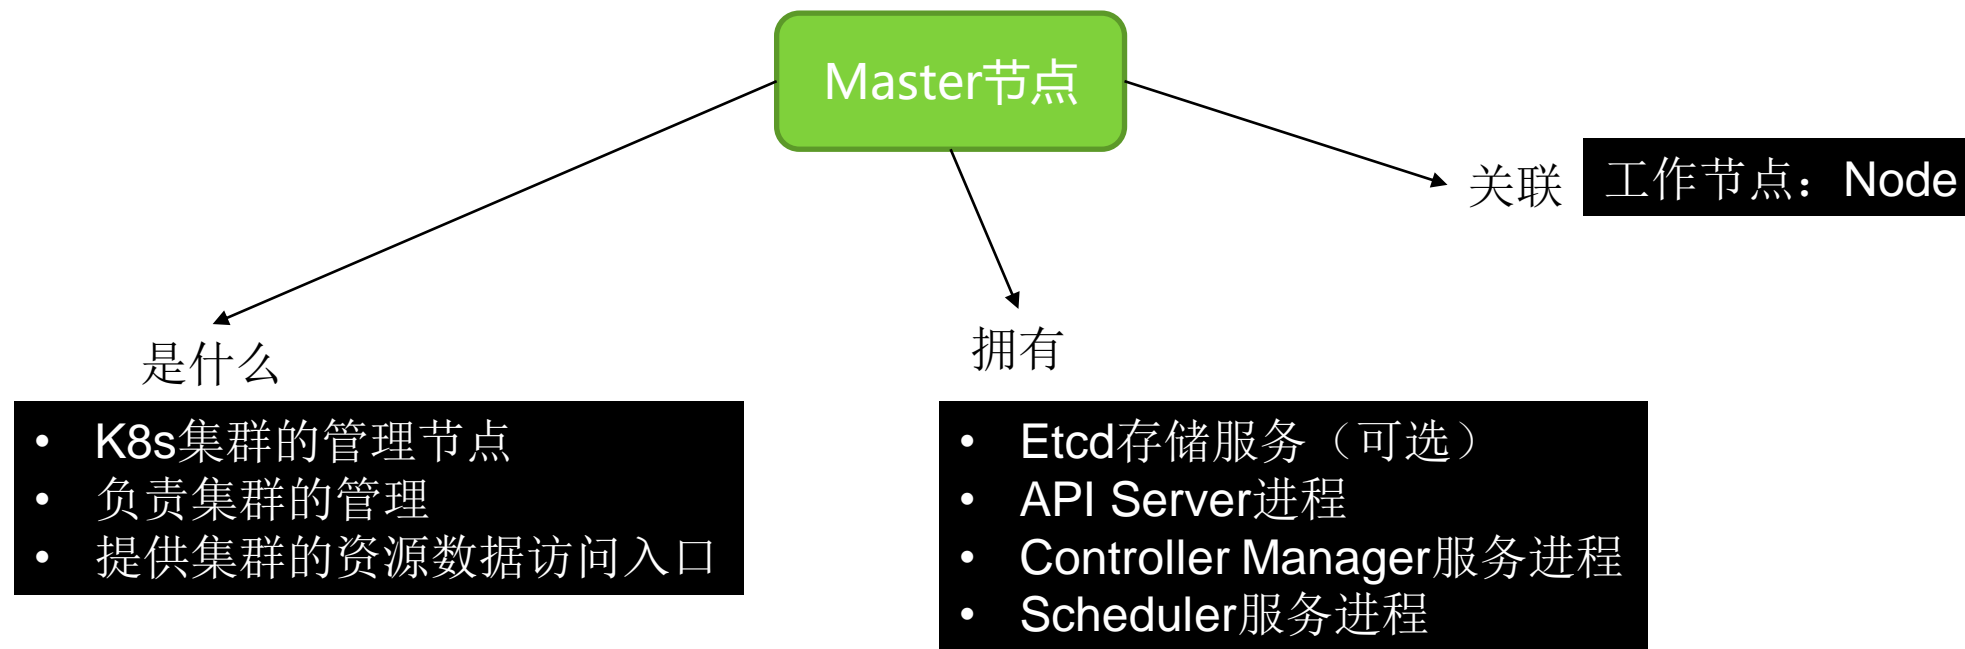 Master节点
关联
工作节点：Node
是什么
K8s集群的管理节点
负责集群的管理
提供集群的资源数据访问入口
拥有
Etcd存储服务（可选）
API Server进程
Controller Manager服务进程
Scheduler服务进程